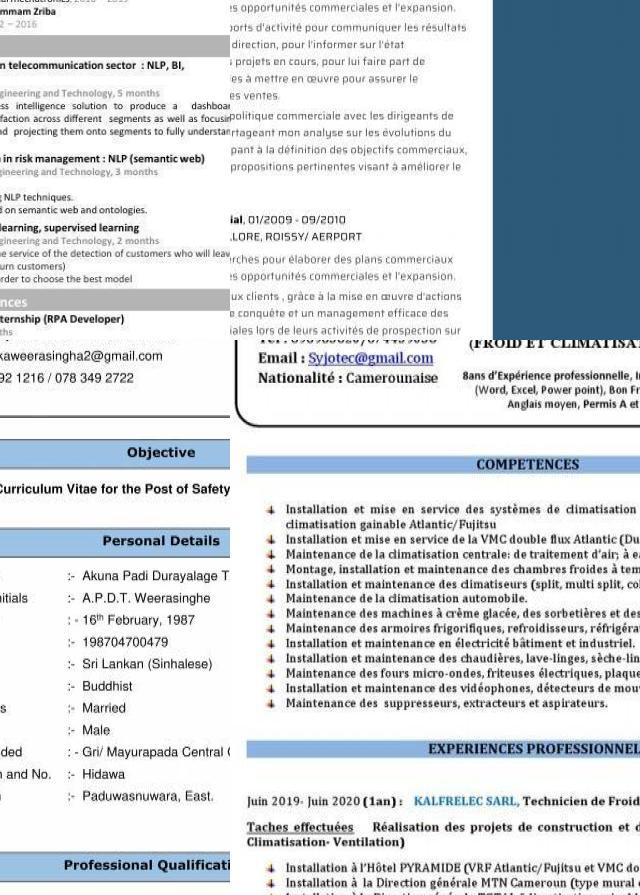 mmam Zriba
2 – 2016
n telecommunication sector : NLP, BI,
gineering and Technology, 5 months
ess intelligence solution to produce a dashboar
faction across different segments as well as focusin
nd projecting them onto segments to fully understan
in risk management : NLP (semantic web)
gineering and Technology, 3 months
g NLP techniques.
d on semantic web and ontologies.
learning, supervised learning
gineering and Technology, 2 months
he service of the detection of customers who will leav
urn customers)
order to choose the best model
nces
ternship (RPA Developer)
ths
s opportunités commerciales et l'expansion.
orts d'activité pour communiquer les résultats
direction, pour l'informer sur l'état
s projets en cours, pour lui faire part de
es à mettre en œuvre pour assurer le
es ventes.
politique commerciale avec les dirigeants de
rtageant mon analyse sur les évolutions du
pant à la définition des objectifs commerciaux,
propositions pertinentes visant à améliorer le
ial, 01/2009 - 09/2010
LORE, ROISSY/ AERPORT
rches pour élaborer des plans commerciaux
s opportunités commerciales et l'expansion.
ux clients , grâce à la mise en œuvre d'actions
e conquête et un management efficace des
iales lors de leurs activités de prospection sur
kaweerasingha2@gmail.com
92 1216 / 078 349 2722
Objective
Curriculum Vitae for the Post of Safety
Personal Details
:- Akuna Padi Durayalage T
nitials :- A.P.D.T. Weerasinghe
: - 16th February, 1987
:- 198704700479
:- Sri Lankan (Sinhalese)
:- Buddhist
s :- Married
:- Male
ded : - Gri/ Mayurapada Central C
n and No. :- Hidawa
n :- Paduwasnuwara, East.
Professional Qualificati
(FROID ET CLIMATISA
Email : Syjotec@gmail.com
Nationalité : Camerounaise
8ans d'Expérience professionnelle, In
(Word, Excel, Power point), Bon Fr
Anglais moyen, Permis A et
COMPETENCES
Installation et mise en service des systèmes de climatisation
climatisation gainable Atlantic/Fujitsu
Installation et mise en service de la VMC double flux Atlantic (Du
Maintenance de la climatisation centrale: de traitement d'air; à ea
Montage, installation et maintenance des chambres froides à tem
Installation et maintenance des climatiseurs (split, multi split, co
Maintenance de la climatisation automobile.
Maintenance des machines à crème glacée, des sorbetières et des
Maintenance des armoires frigorifiques, refroidisseurs, réfrigéra
Installation et maintenance en électricité bâtiment et industriel.
Installation et maintenance des chaudières, lave-linges, sèche-lin
Maintenance des fours micro-ondes, friteuses électriques, plaque
Installation et maintenance des vidéophones, détecteurs de mou
Maintenance des suppresseurs, extracteurs et aspirateurs.
EXPERIENCES PROFESSIONNEL
Juin 2019- Juin 2020 (1an) : KALFRELEC SARL, Technicien de Froid
Taches effectuées Réalisation des projets de construction et d
Climatisation- Ventilation)
Installation à l'Hôtel PYRAMIDE (VRF Atlantic/Fujitsu et VMC do
Installation à la Direction générale MTN Cameroun (type mural d